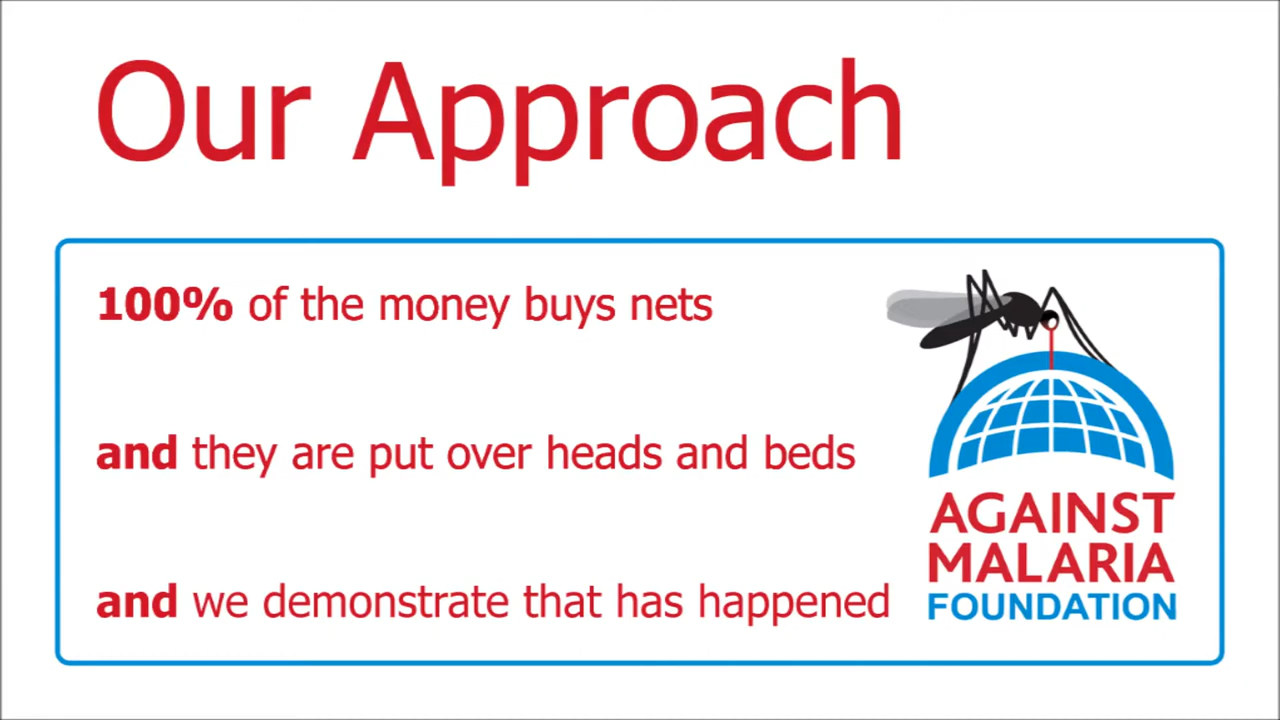 Our Approach
100% of the money buys nets
and they are put over heads and beds
and we demonstrate that has happened
AGAINST
MALARIA
FOUNDATION